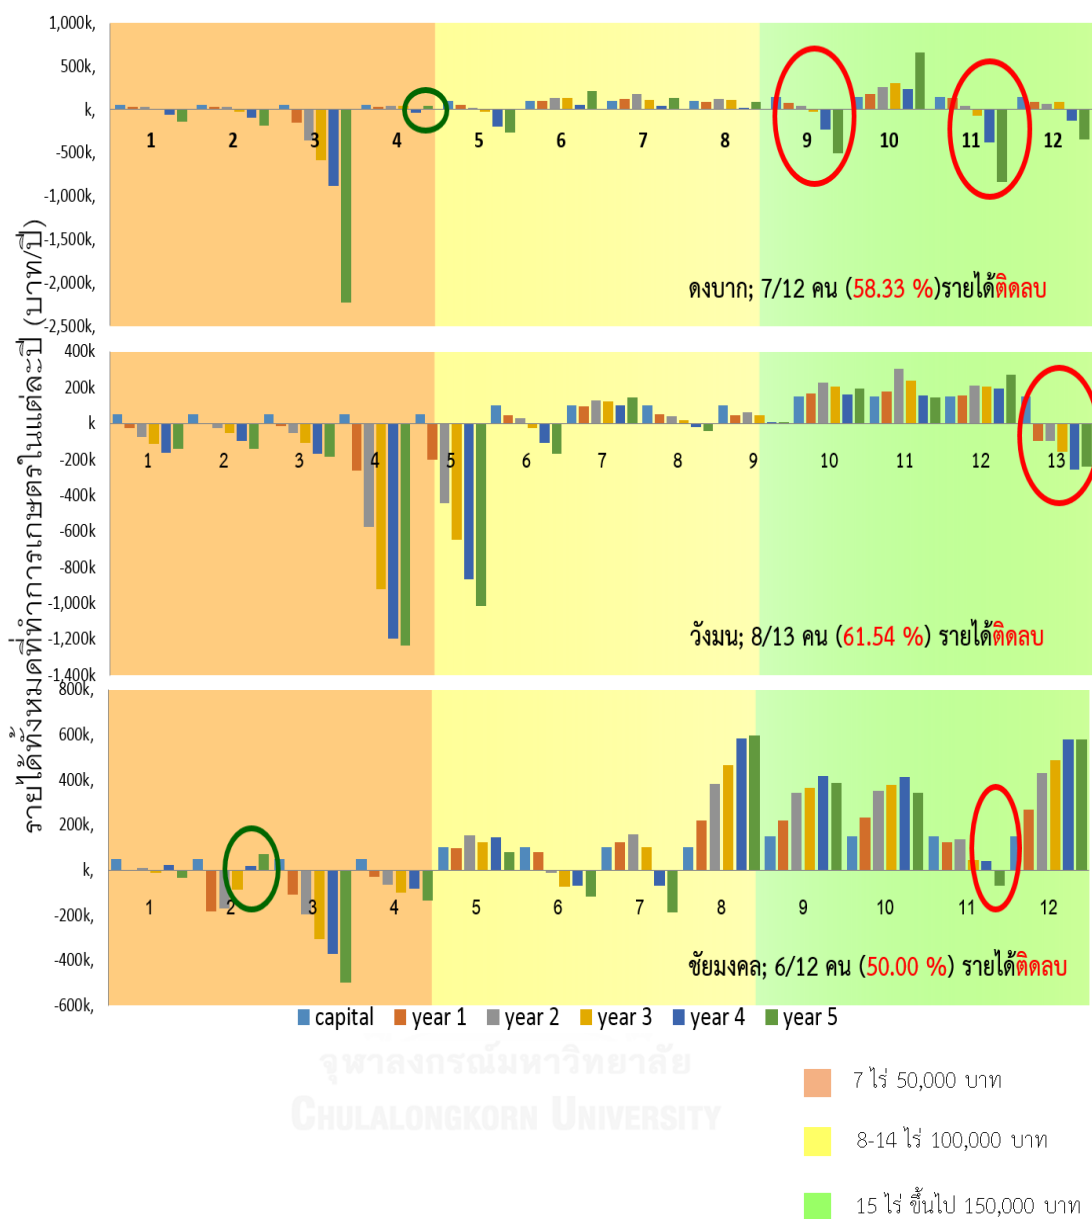 รายได้ทั้งหมดที่ทำการเกษตรในแต่ละปี (บาท/ปี)
1,000k,
500k,
k,
-500k,
-1,000k,
-1,500k,
-2,000k,
-2,500k,
1 2 3 4 5 6 7 8 9 10 11 12
ดงบาก; 7/12 คน (58.33 %)รายได้ติดลบ
400k
200k
k
-200k
-400k
-600k
-800k
-1,000k
-1,200k
-1,400k
1 2 3 4 5 6 7 8 9 10 11 12 13
วังมน; 8/13 คน (61.54 %) รายได้ติดลบ
800k,
600k,
400k,
200k,
k,
-200k,
-400k,
-600k,
1 2 3 4 5 6 7 8 9 10 11 12
ชัยมงคล; 6/12 คน (50.00 %) รายได้ติดลบ
capital year 1 year 2 year 3 year 4 year 5
จุฬาลงกรณ์มหาวิทยาลัย
CHULALONGKORN UNIVERSITY
7 ไร่ 50,000 บาท
8-14 ไร่ 100,000 บาท
15 ไร่ ขึ้นไป 150,000 บาท